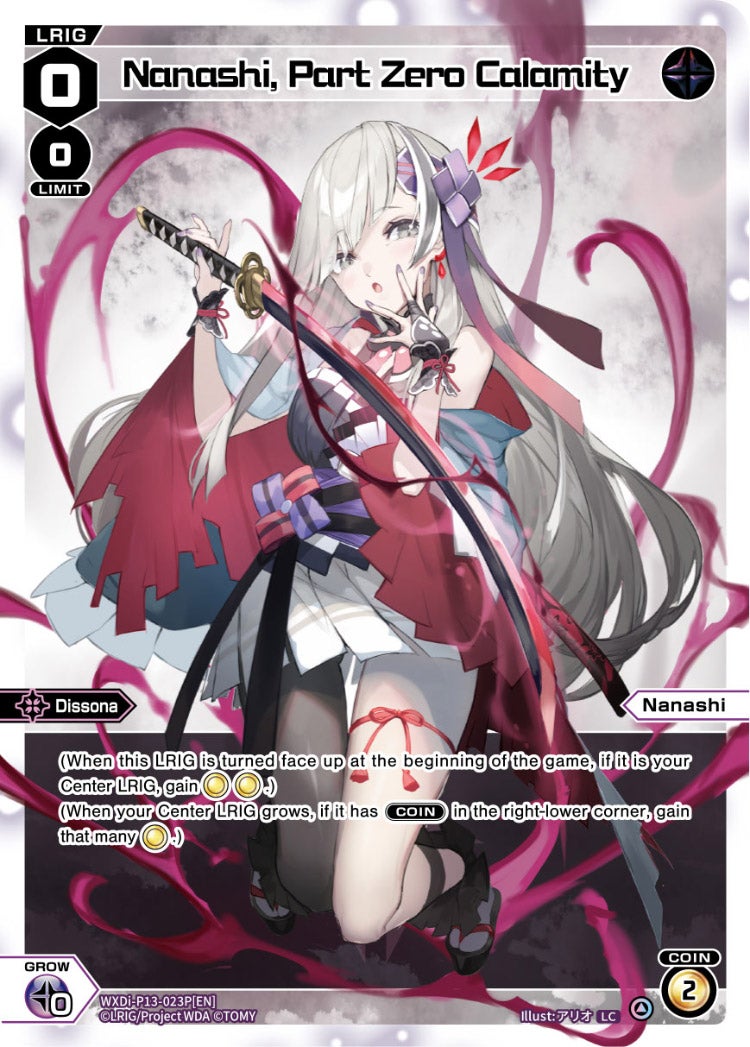 LRIG
0
Nanashi, Part Zero Calamity
0
LIMIT
Dissona
Nanashi
(When this LRIG is turned face up at the beginning of the game, if it is your
Center LRIG, gain .)
(When your Center LRIG grows, if it has COIN in the right-lower corner, gain
that many .)
GROW
0
COIN
2
WXDi-P13-023P[EN]
©LRIG/Project WDA ©TOMY
Illust:アリオ LC